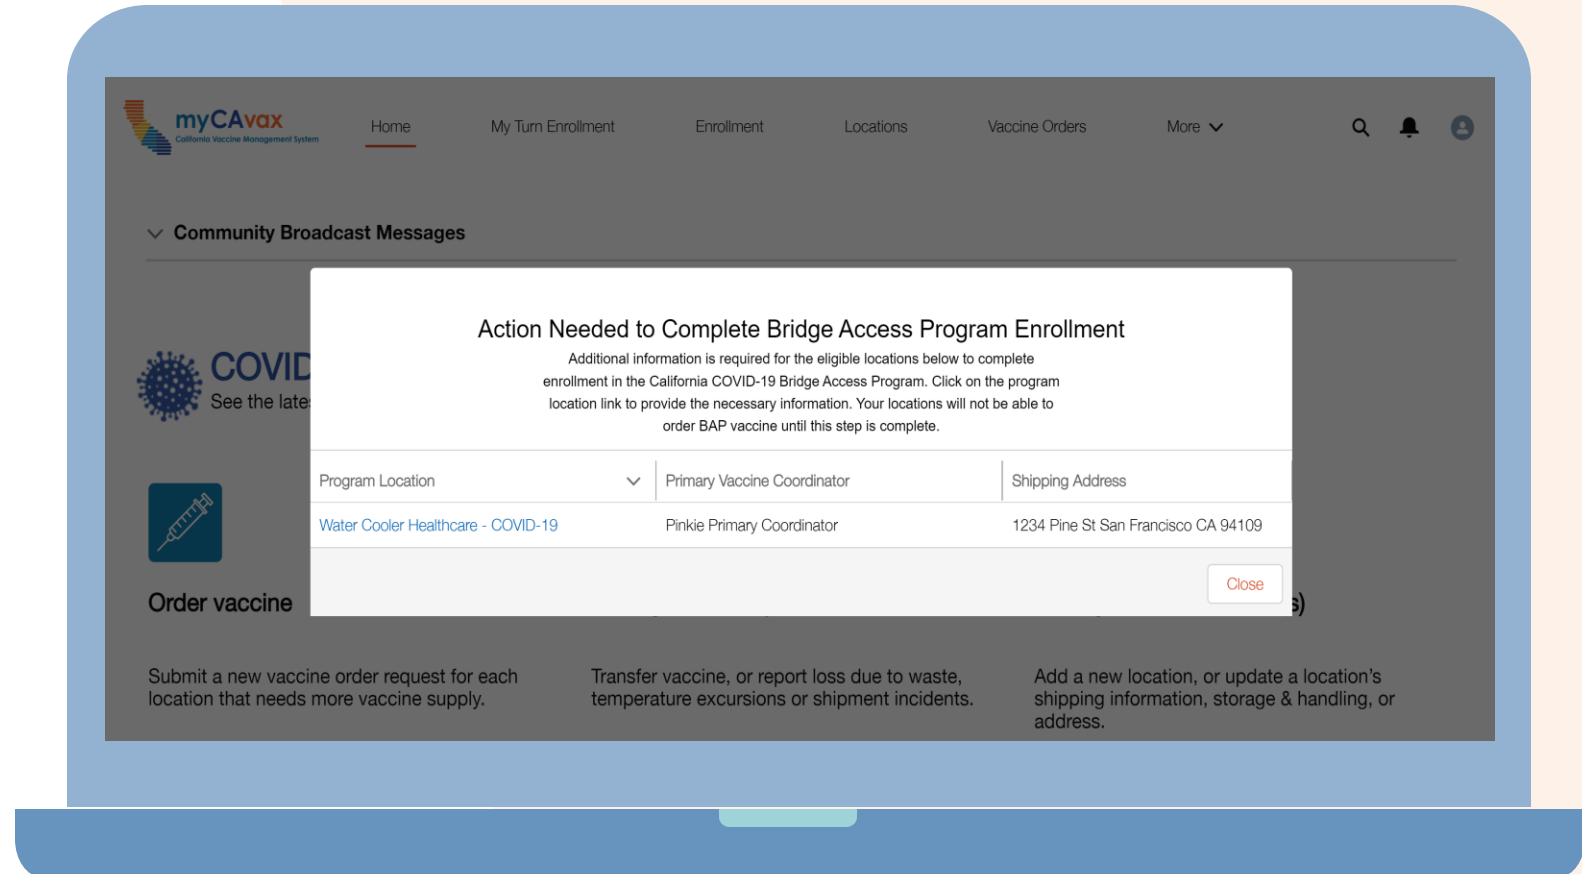 myCAvax
California Vaccine Management System
Home
My Turn Enrollment
Enrollment
Locations
Vaccine Orders
More
Community Broadcast Messages
COVID
See the late
Action Needed to Complete Bridge Access Program Enrollment
Additional information is required for the eligible locations below to complete
enrollment in the California COVID-19 Bridge Access Program. Click on the program
location link to provide the necessary information. Your locations will not be able to
order BAP vaccine until this step is complete.
Program Location
Primary Vaccine Coordinator
Shipping Address
Water Cooler Healthcare - COVID-19
Pinkie Primary Coordinator
1234 Pine St San Francisco CA 94109
Close
Order vaccine
s)
Submit a new vaccine order request for each
location that needs more vaccine supply.
Transfer vaccine, or report loss due to waste,
temperature excursions or shipment incidents.
Add a new location, or update a location's
shipping information, storage & handling, or
address.